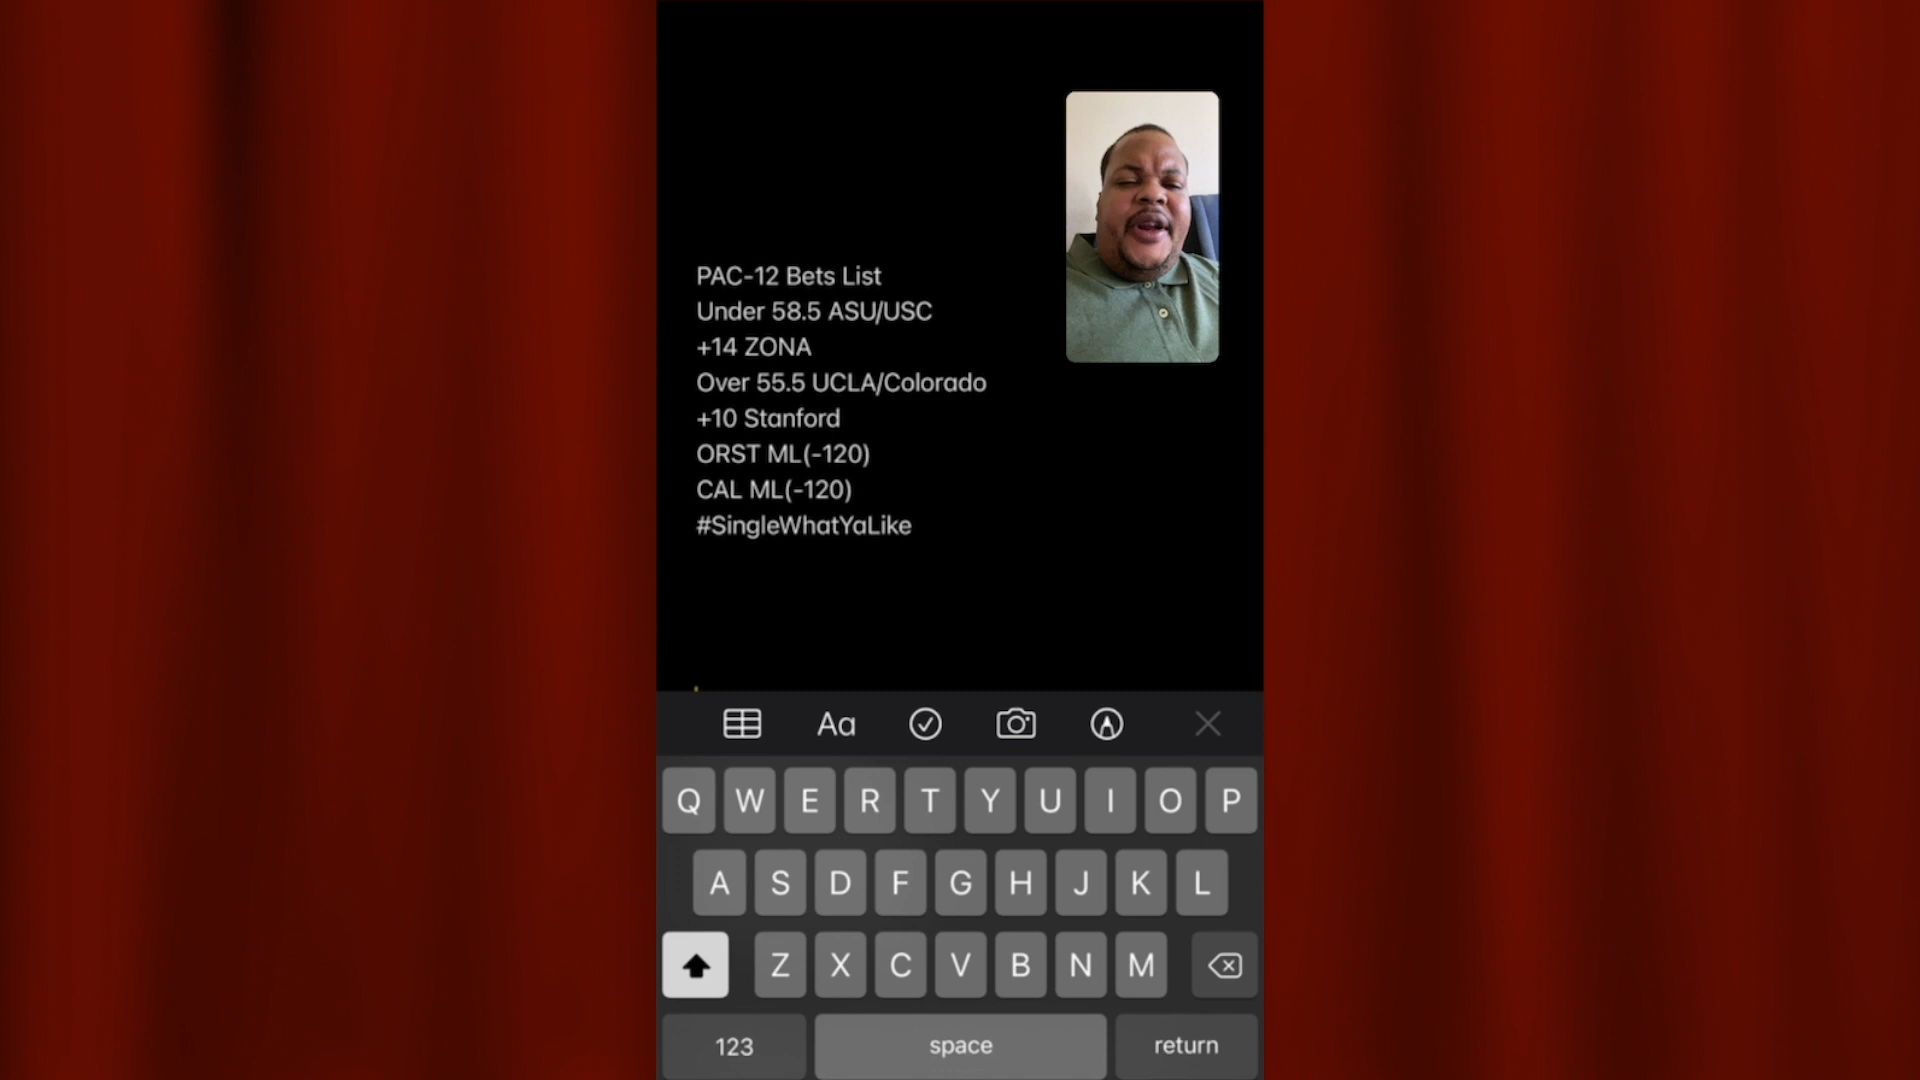 PAC-12 Bets List
Under 58.5 ASU/USC
+14 ZONA
Over 55.5 UCLA/Colorado
+10 Stanford
ORST ML(-120)
CAL ML(-120)
#SingleWhatYaLike
Aa
Q W E R T Y U I O P
A S D F G H J K L
Z X C V B N M
123 space return